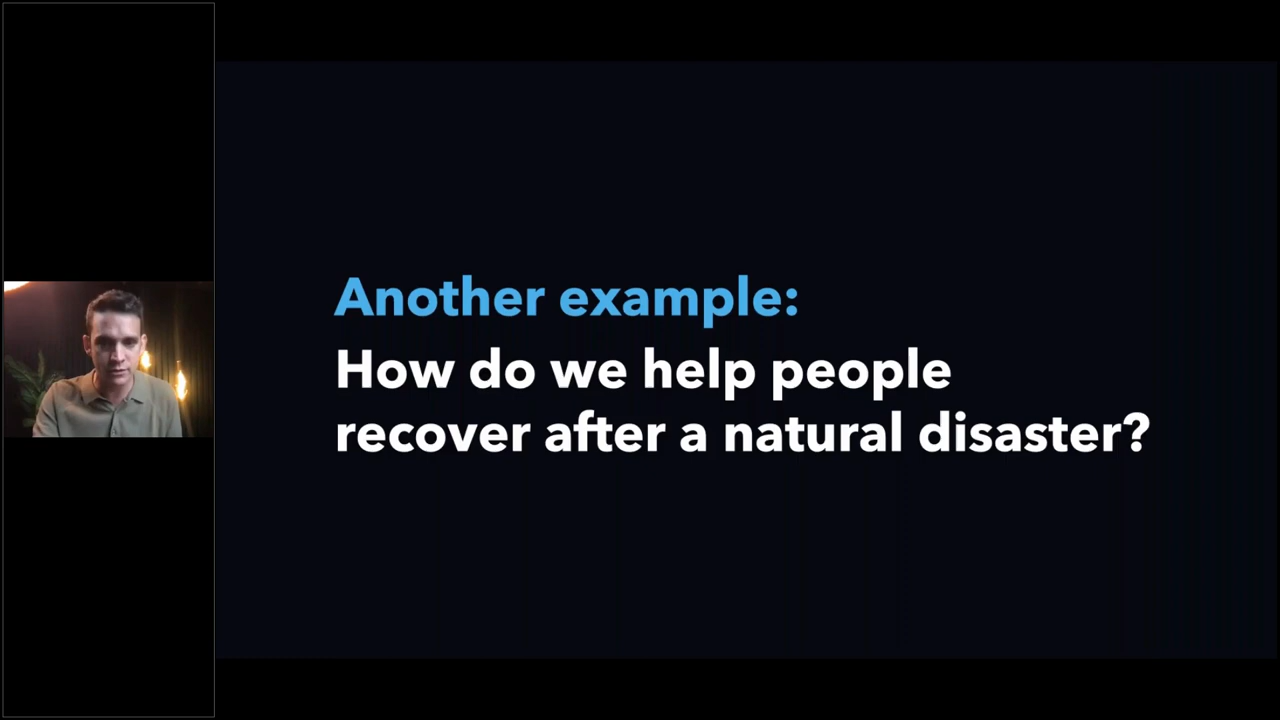 Another example:
How do we help people
recover after a natural disaster?